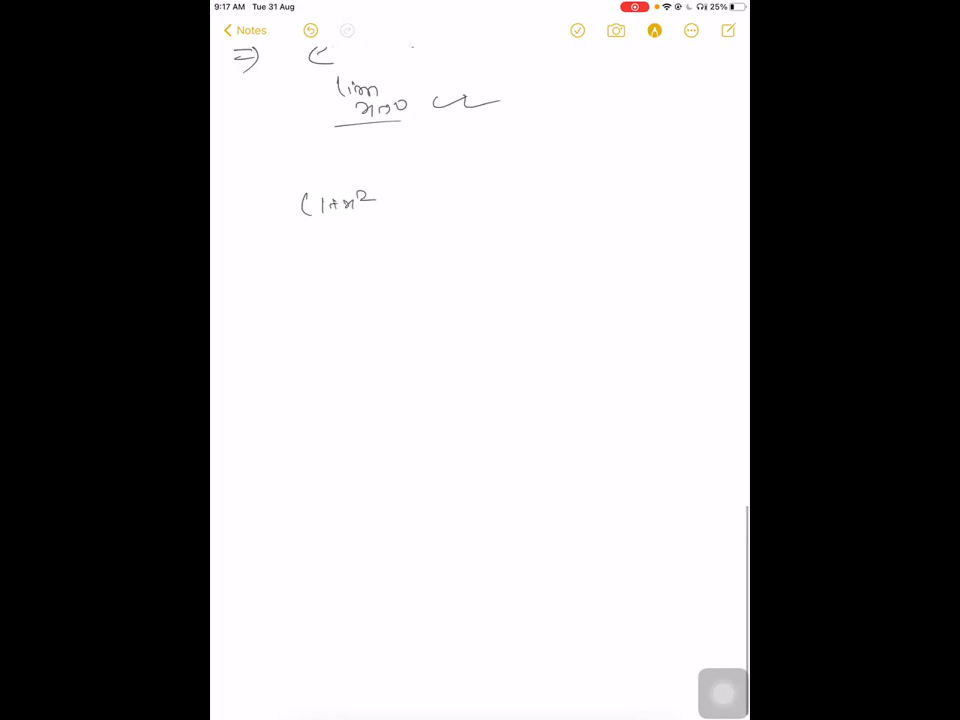 9:17 AM Tue 31 Aug 25%
Notes
=) (
lim
x→0
(1+x²